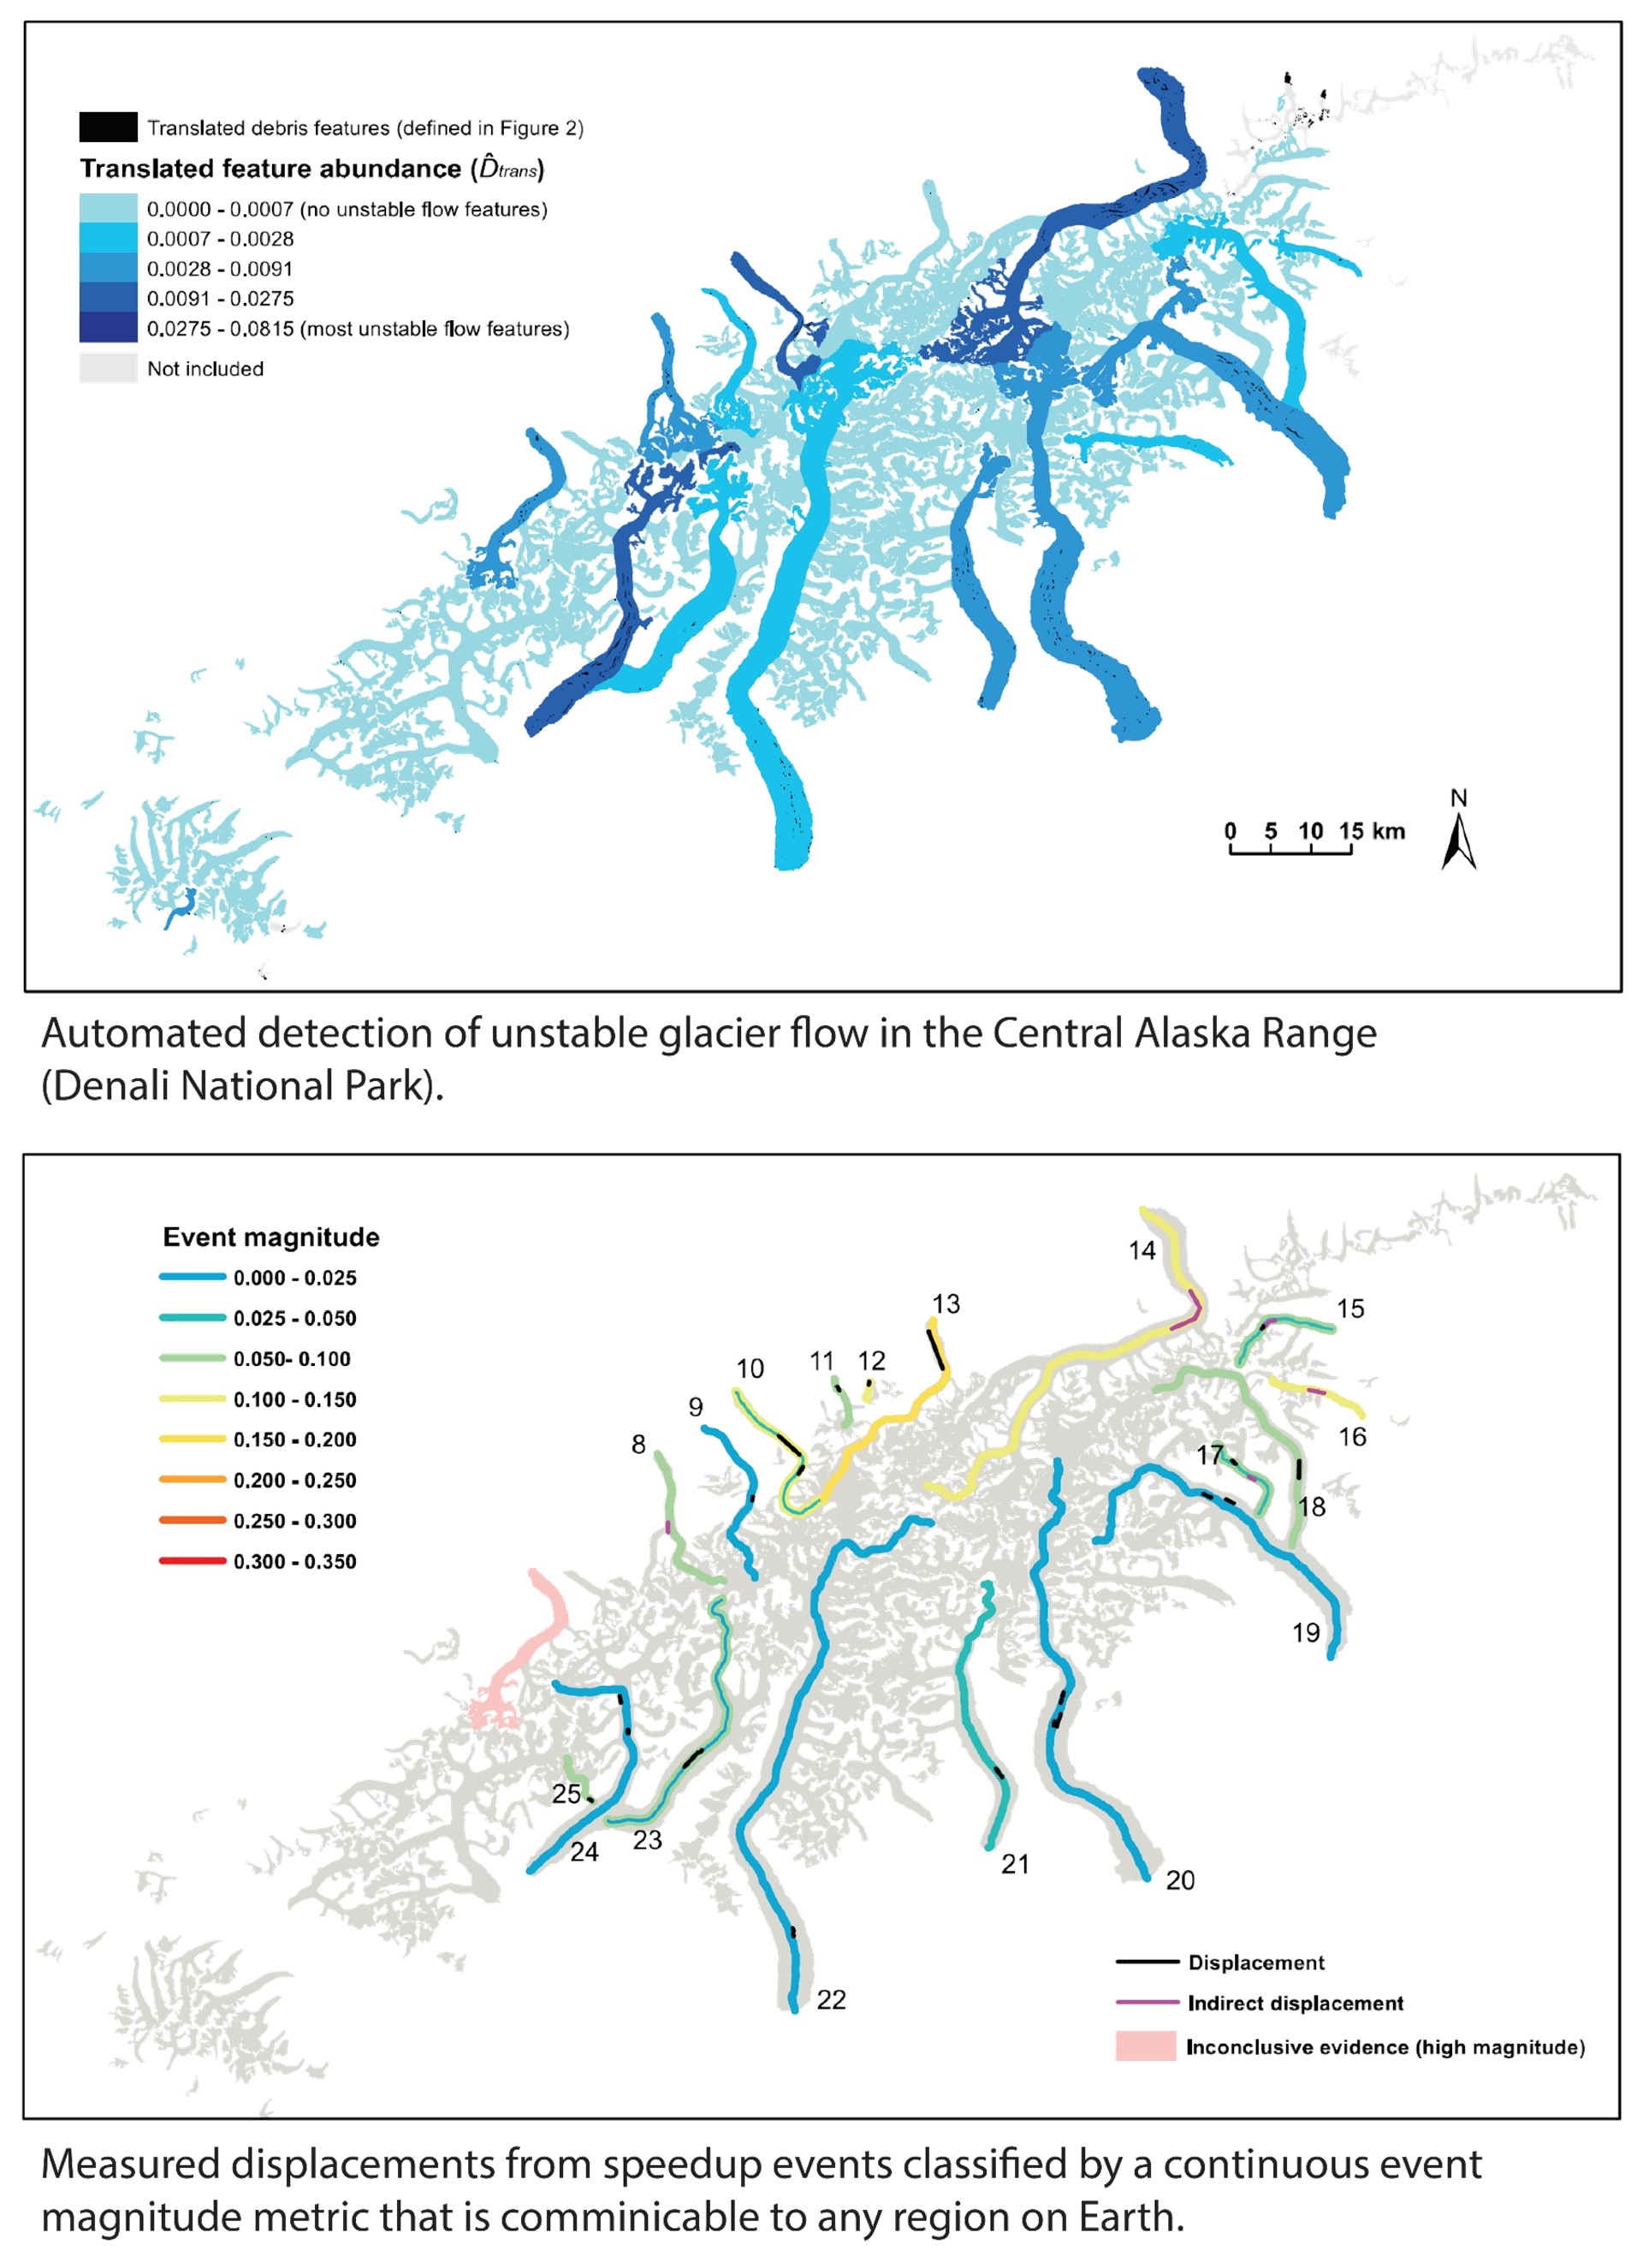 Translated debris features (defined in Figure 2)
Translated feature abundance (D̂trans)
0.0000 - 0.0007 (no unstable flow features)
0.0007 - 0.0028
0.0028 - 0.0091
0.0091 - 0.0275
0.0275 - 0.0815 (most unstable flow features)
Not included
N
0 5 10 15 km
Automated detection of unstable glacier flow in the Central Alaska Range
(Denali National Park).
Event magnitude
0.000 - 0.025
0.025 - 0.050
0.050- 0.100
0.100 - 0.150
0.150 - 0.200
0.200 - 0.250
0.250 - 0.300
0.300 - 0.350
14
13
15
11
12
10
9
16
8
17
18
19
25
23
24
21
20
22
Displacement
Indirect displacement
Inconclusive evidence (high magnitude)
Measured displacements from speedup events classified by a continuous event
magnitude metric that is comminicable to any region on Earth.